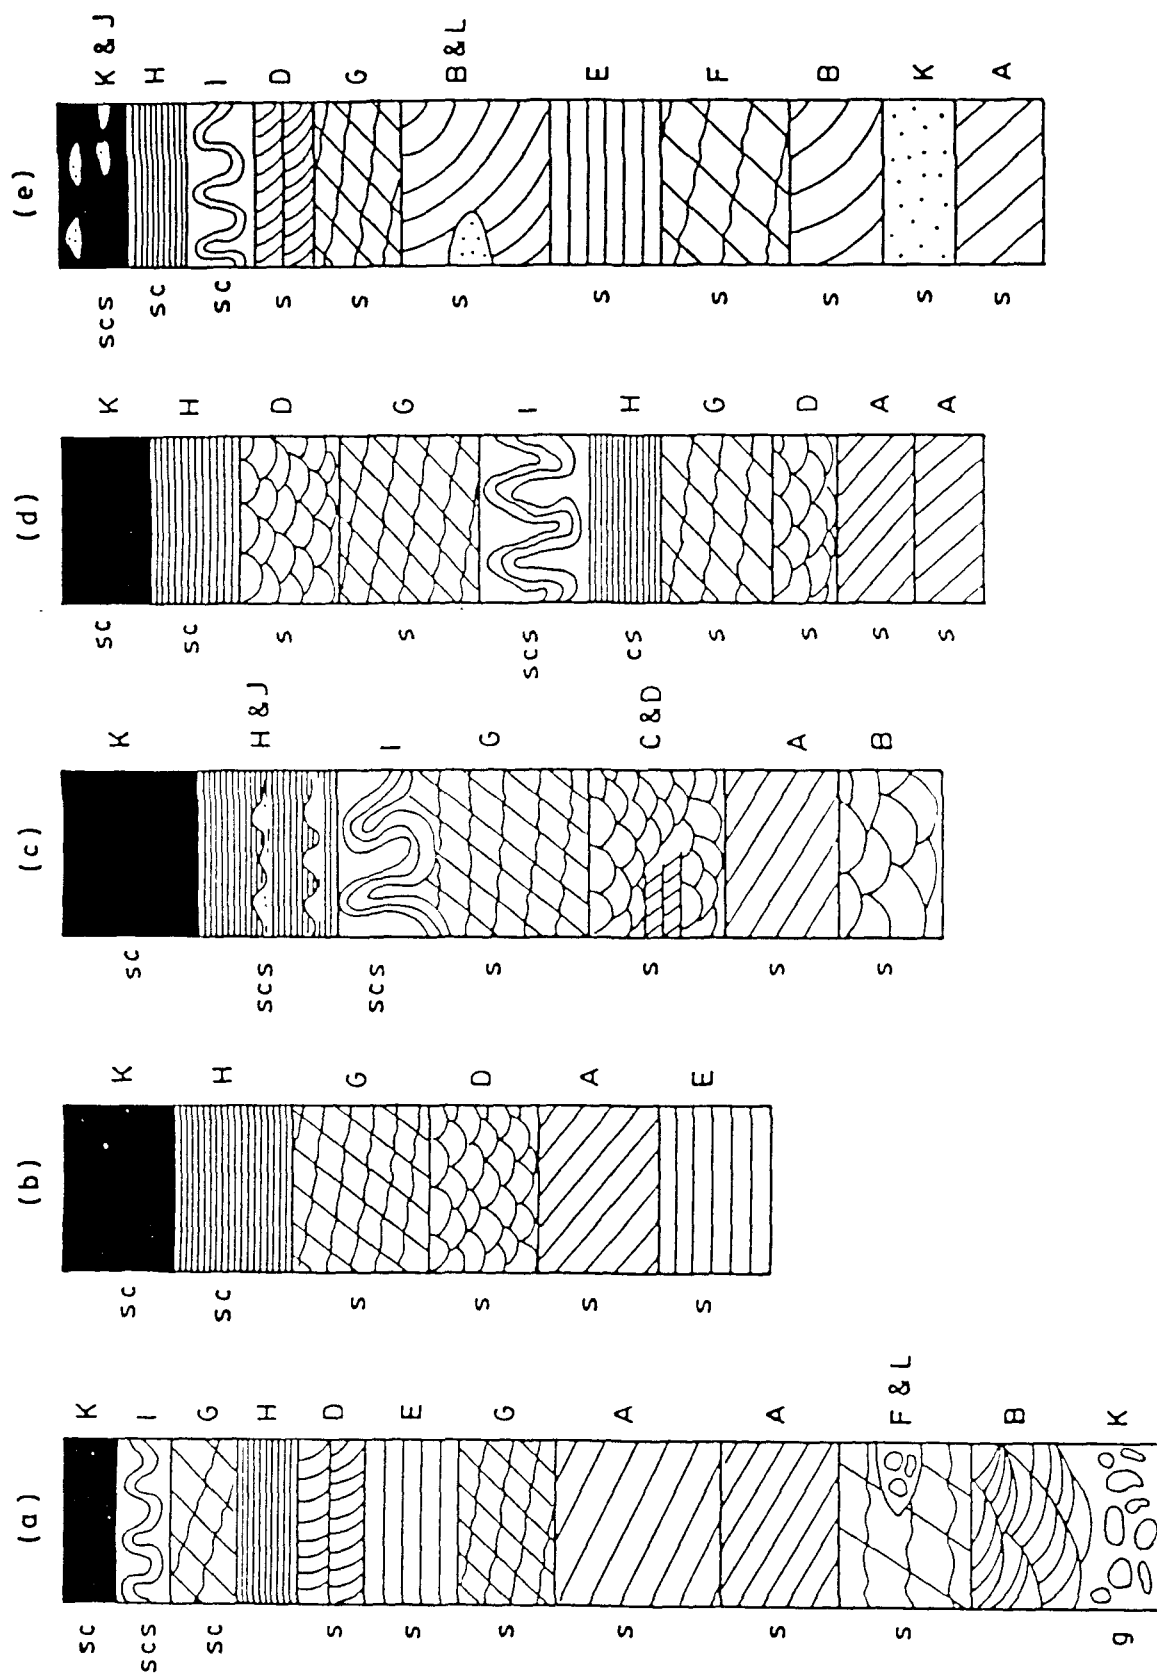 (a)
sc K
scs I
sc G
H
s D
s E
s G
s A
s A
s F & L
B
g K
(b)
sc K
sc H
s G
s D
s A
s E
(c)
sc K
scs H & J
scs I
s G
s C & D
s A
s B
(d)
sc K
sc H
s D
s G
scs I
cs H
s G
s D
s A
s A
(e)
scs K & J
sc H
sc I
s D
s G
s B & L
s E
s F
s B
s K
s A